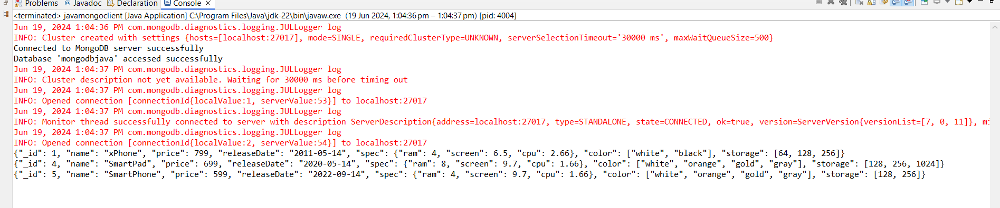 Problems Javadoc Declaration Console
<terminated> javamongoclient [Java Application] C:\Program Files\Java\jdk-22\bin\javaw.exe (19 Jun 2024, 1:04:36 pm – 1:04:37 pm) [pid: 4004]
Jun 19, 2024 1:04:36 PM com.mongodb.diagnostics.logging.JULLogger log
INFO: Cluster created with settings {hosts=[localhost:27017], mode=SINGLE, requiredClusterType=UNKNOWN, serverSelectionTimeout='30000 ms', maxWaitQueueSize=500}
Connected to MongoDB server successfully
Database 'mongodbjava' accessed successfully
Jun 19, 2024 1:04:37 PM com.mongodb.diagnostics.logging.JULLogger log
INFO: Cluster description not yet available. Waiting for 30000 ms before timing out
Jun 19, 2024 1:04:37 PM com.mongodb.diagnostics.logging.JULLogger log
INFO: Opened connection [connectionId{localValue:1, serverValue:53}] to localhost:27017
Jun 19, 2024 1:04:37 PM com.mongodb.diagnostics.logging.JULLogger log
INFO: Monitor thread successfully connected to server with description ServerDescription{address=localhost:27017, type=STANDALONE, state=CONNECTED, ok=true, version=ServerVersion{versionList=[7, 0, 11]}, mi
Jun 19, 2024 1:04:37 PM com.mongodb.diagnostics.logging.JULLogger log
INFO: Opened connection [connectionId{localValue:2, serverValue:54}] to localhost:27017
{"_id": 1, "name": "xPhone", "price": 799, "releaseDate": "2011-05-14", "spec": {"ram": 4, "screen": 6.5, "cpu": 2.66}, "color": ["white", "black"], "storage": [64, 128, 256]}
{"_id": 4, "name": "SmartPad", "price": 699, "releaseDate": "2020-05-14", "spec": {"ram": 8, "screen": 9.7, "cpu": 1.66}, "color": ["white", "orange", "gold", "gray"], "storage": [128, 256, 1024]}
{"_id": 5, "name": "SmartPhone", "price": 599, "releaseDate": "2022-09-14", "spec": {"ram": 4, "screen": 9.7, "cpu": 1.66}, "color": ["white", "orange", "gold", "gray"], "storage": [128, 256]}